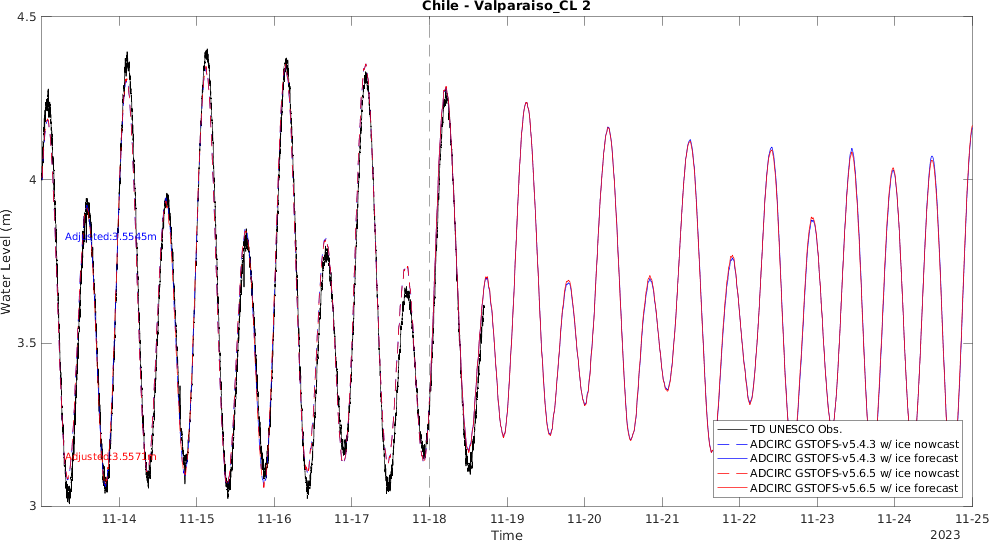 Chile - Valparaiso_CL 2
Water Level (m)
4.5
4
3.5
3
Adjusted:3.5545m
Adjusted:3.5571m
TD UNESCO Obs.
ADCIRC GSTOFS-v5.4.3 w/ ice nowcast
ADCIRC GSTOFS-v5.4.3 w/ ice forecast
ADCIRC GSTOFS-v5.6.5 w/ ice nowcast
ADCIRC GSTOFS-v5.6.5 w/ ice forecast
11-14 11-15 11-16 11-17 11-18 11-19 11-20 11-21 11-22 11-23 11-24 11-25
Time 2023